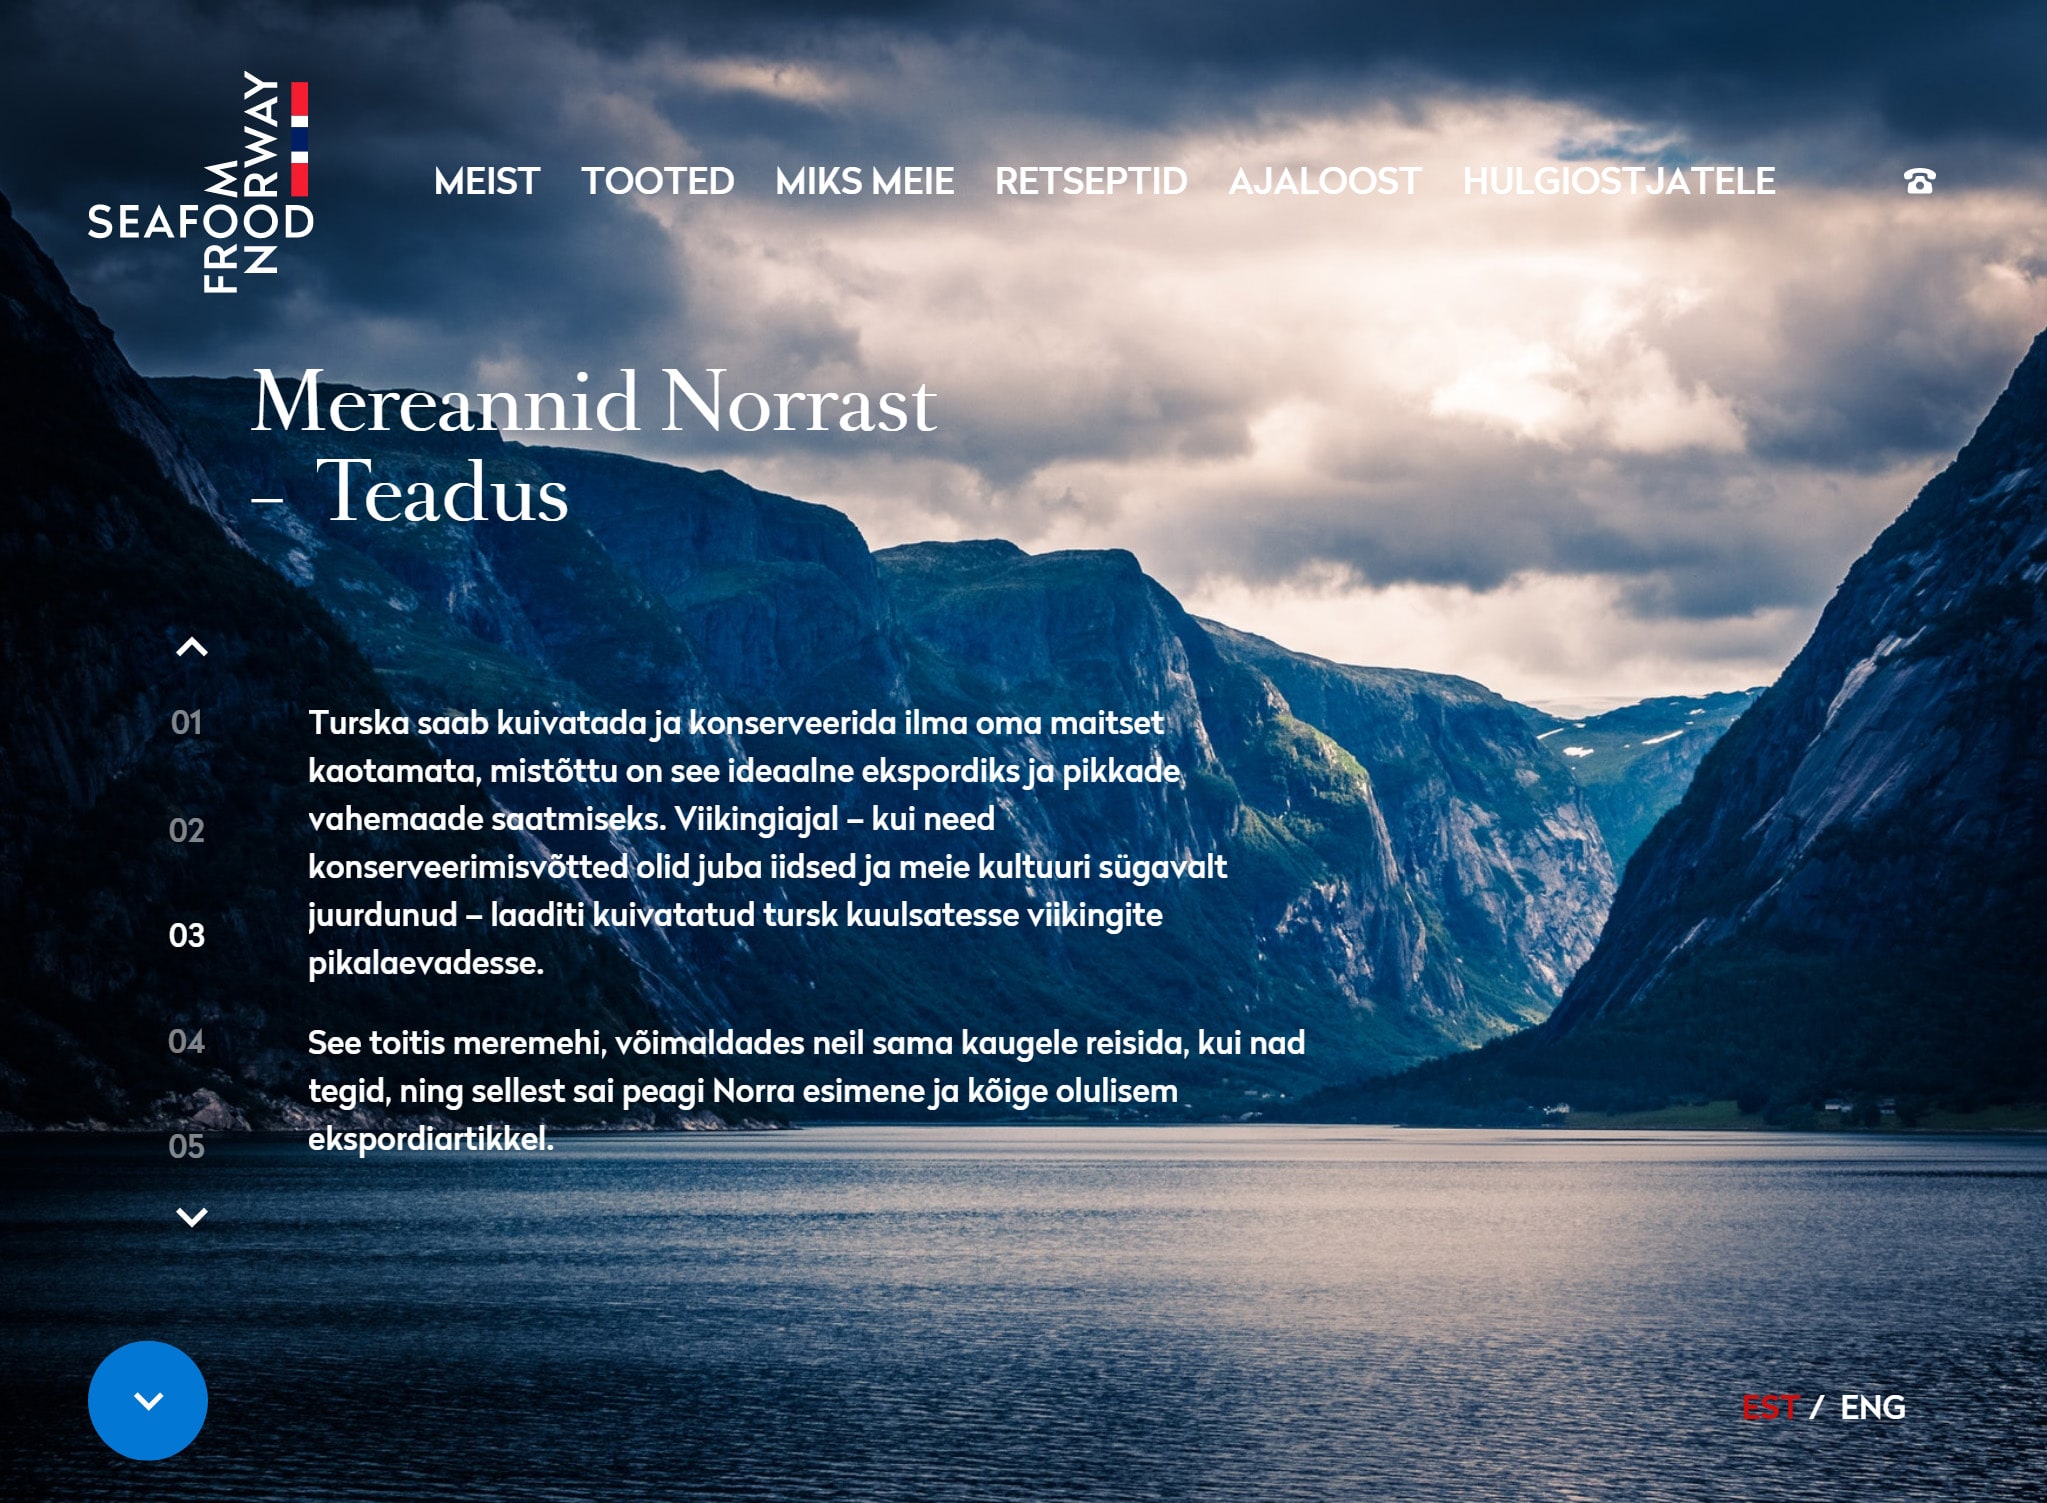 SEAFOOD
FROM
NORWAY
MEIST TOOTED MIKS MEIE RETSEPTID AJALOOST HULGIOSTJATELE
Mereannid Norrast
– Teadus
01
02
03
04
05
Turska saab kuivatada ja konserveerida ilma oma maitset
kaotamata, mistõttu on see ideaalne ekspordiks ja pikkade
vahemaade saatmiseks. Viikingiajal – kui need
konserveerimisvõtted olid juba iidsed ja meie kultuuri sügavalt
juurdunud – laaditi kuivatatud tursk kuulsatesse viikingite
pikalaevadesse.
See toitis meremehi, võimaldades neil sama kaugele reisida, kui nad
tegid, ning sellest sai peagi Norra esimene ja kõige olulisem
ekspordiartikkel.
EST / ENG